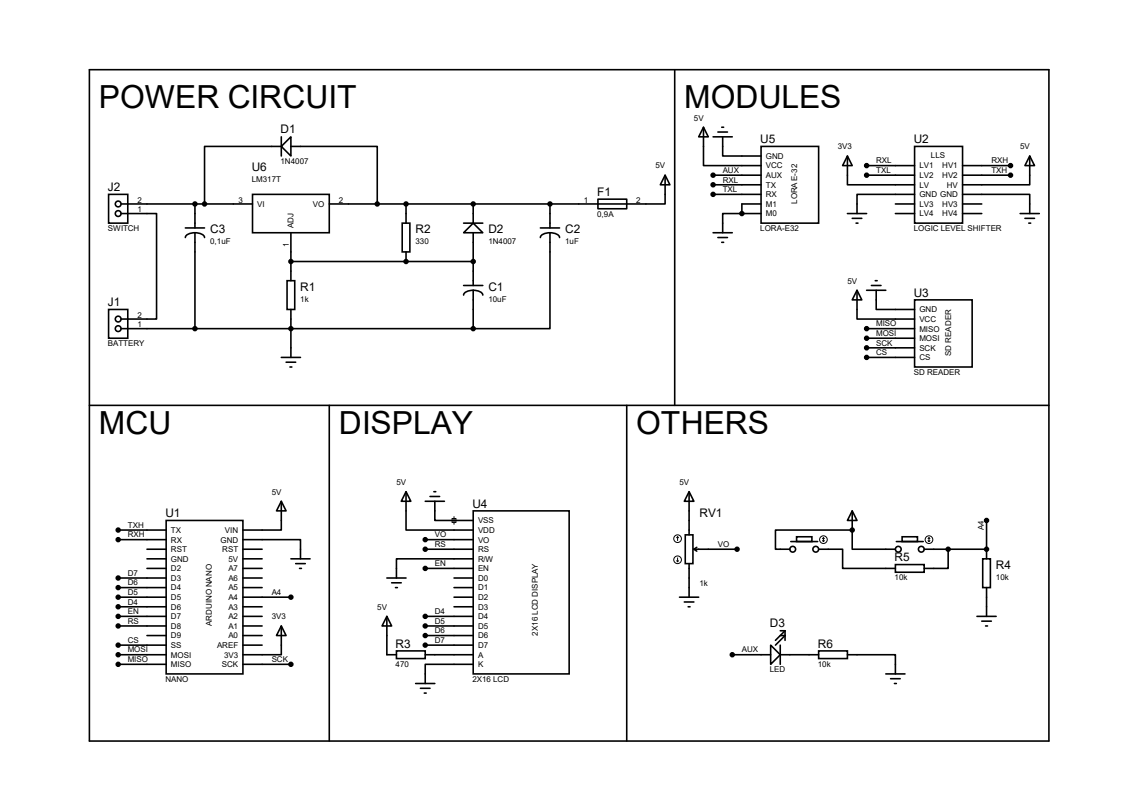 POWER CIRCUIT
D1
1N4007
U6
LM317T
3
VI
VO
2
ADJ
1
J2
2
1
SWITCH
C3
0,1uF
R1
1k
R2
330
D2
1N4007
C1
10uF
C2
1uF
1
F1
2
0,9A
5V
J1
2
1
BATTERY
MODULES
5V
U5
GND
VCC
AUX
TX
RX
M1
M0
AUX
RXL
TXL
LORA E-32
LORA-E32
3V3
U2
LLS
5V
RXL
LV1
HV1
RXH
TXL
LV2
HV2
TXH
LV
HV
GND
GND
LV3
HV3
LV4
HV4
LOGIC LEVEL SHIFTER
5V
U3
GND
VCC
MISO
MISO
MOSI
MOSI
SCK
SCK
CS
CS
SD READER
SD READER
MCU
U1
5V
TXH
TX
VIN
RXH
RX
GND
RST
RST
GND
5V
D2
A7
D7
D3
A6
D6
D4
A5
D5
D5
A4
A4
D4
D6
A3
EN
D7
A2
3V3
RS
D8
A1
D9
A0
CS
SS
AREF
MOSI
MOSI
3V3
MISO
MISO
SCK
SCK
ARDUINO NANO
NANO
DISPLAY
5V
U4
VSS
VDD
VO
VO
RS
RS
R/W
EN
EN
D0
D1
D2
D3
D4
D4
D5
D5
D6
D6
D7
D7
A
K
5V
R3
470
2X16 LCD DISPLAY
2X16 LCD
OTHERS
5V
RV1
VO
1k
R5
10k
A4
R4
10k
D3
AUX
LED
R6
10k